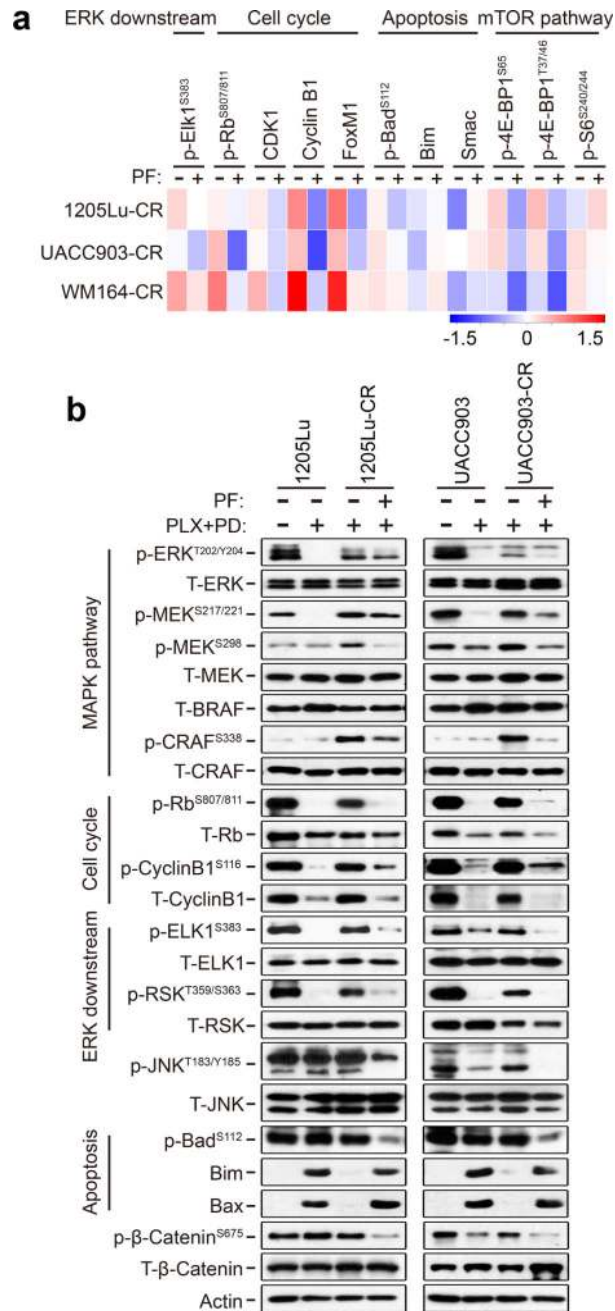 a
ERK downstream Cell cycle Apoptosis mTOR pathway
p-Elk1S383 p-RbS807/811 CDK1 Cyclin B1 FoxM1 p-BadS112 Bim Smac p-4E-BP1S65 p-4E-BP1T37/46 p-S6S240/244
PF: - + - + - + - + - + - + - + - + - + - + - +
1205Lu-CR
UACC903-CR
WM164-CR
-1.5 0 1.5
b
1205Lu 1205Lu-CR UACC903 UACC903-CR
PF: + +
PLX+PD: - + + + - + + +
MAPK pathway
p-ERKT202/Y204
T-ERK
p-MEKS217/221
p-MEKS298
T-MEK
T-BRAF
p-CRAFS338
T-CRAF
Cell cycle
p-RbS807/811
T-Rb
p-CyclinB1S116
T-CyclinB1
ERK downstream
p-ELK1S383
T-ELK1
p-RSKT359/S363
T-RSK
p-JNKT183/Y185
T-JNK
Apoptosis
p-BadS112
Bim
Bax
p-β-CateninS675
T-β-Catenin
Actin